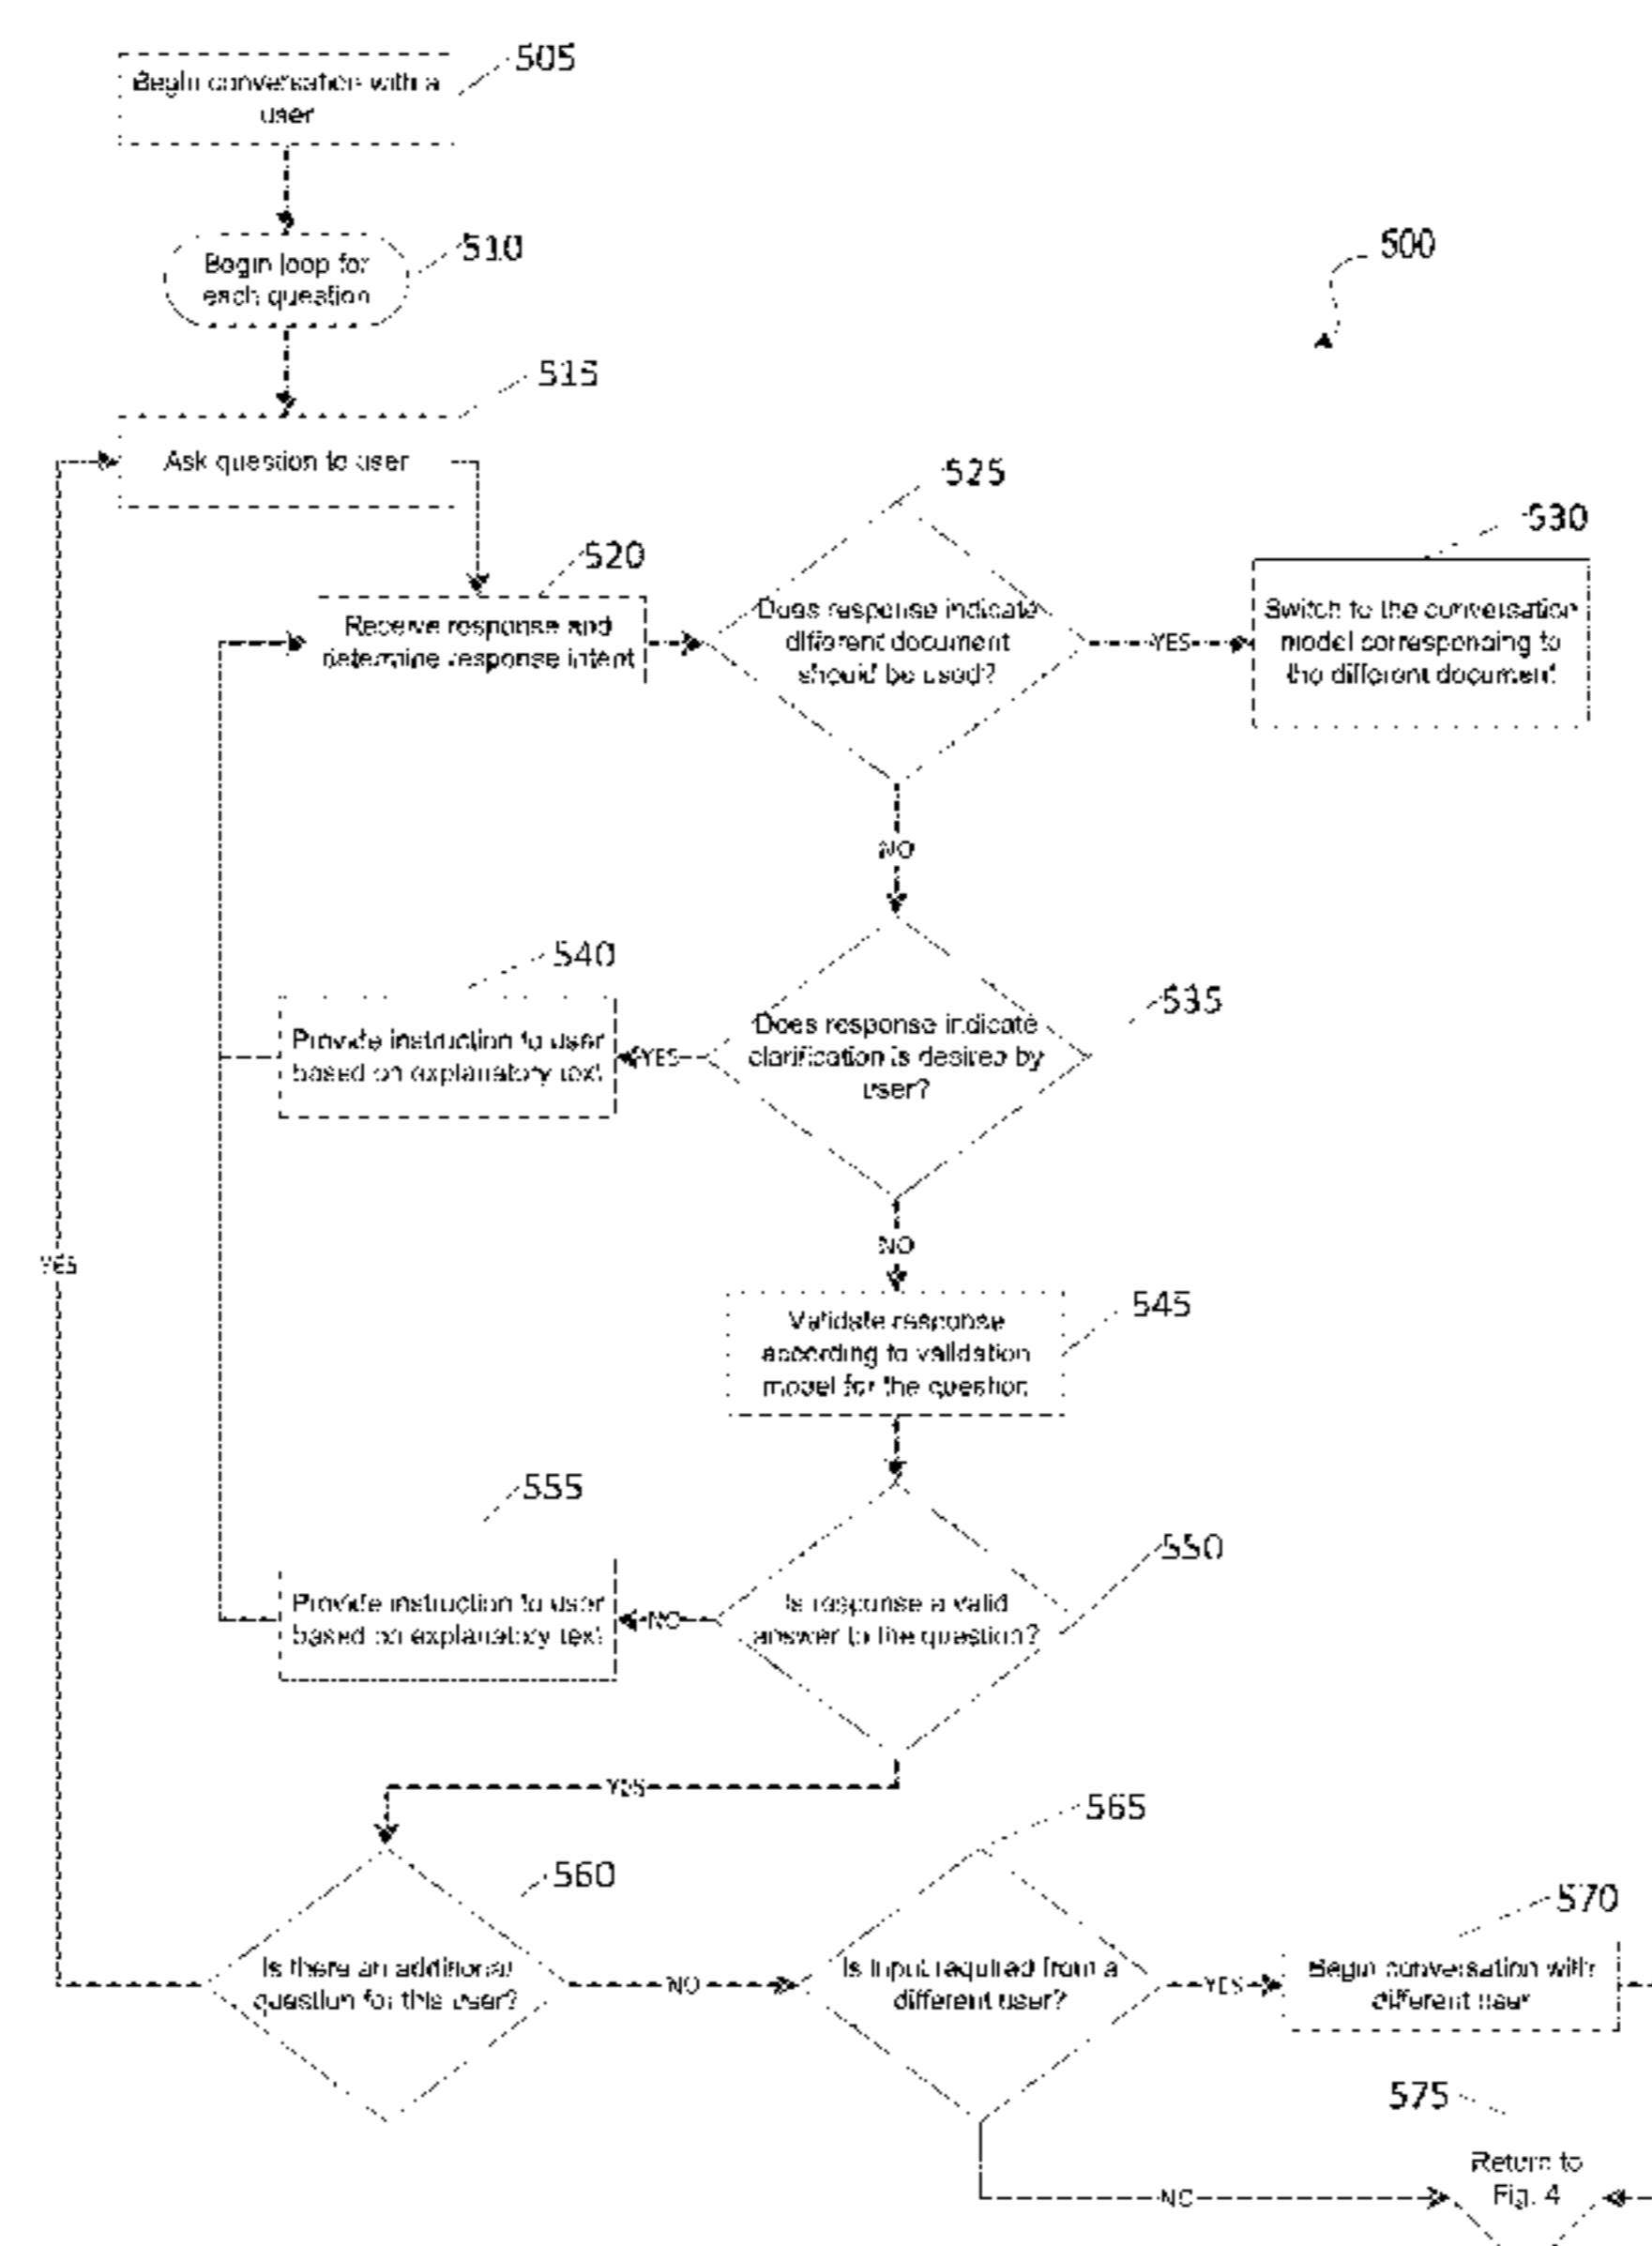 505
Begin conversation with a
user
510
Begin loop for
each question
500
515
Ask question to user
525
530
520
Receive response and
determine response intent
Does response indicate
different document
should be used?
YES
Switch to the conversation
model corresponding to
the different document
NO
540
535
Provide instruction to user
based on explanatory text
YES
Does response indicate
clarification is desired by
user?
NO
YES
545
Validate response
according to validation
model for the question
555
550
Provide instruction to user
based on explanatory text
NO
Is response a valid
answer to the question?
YES
565
560
570
Is there an additional
question for this user?
NO
Is input required from a
different user?
YES
Begin conversation with
different user
575
Return to
Fig. 4
NO